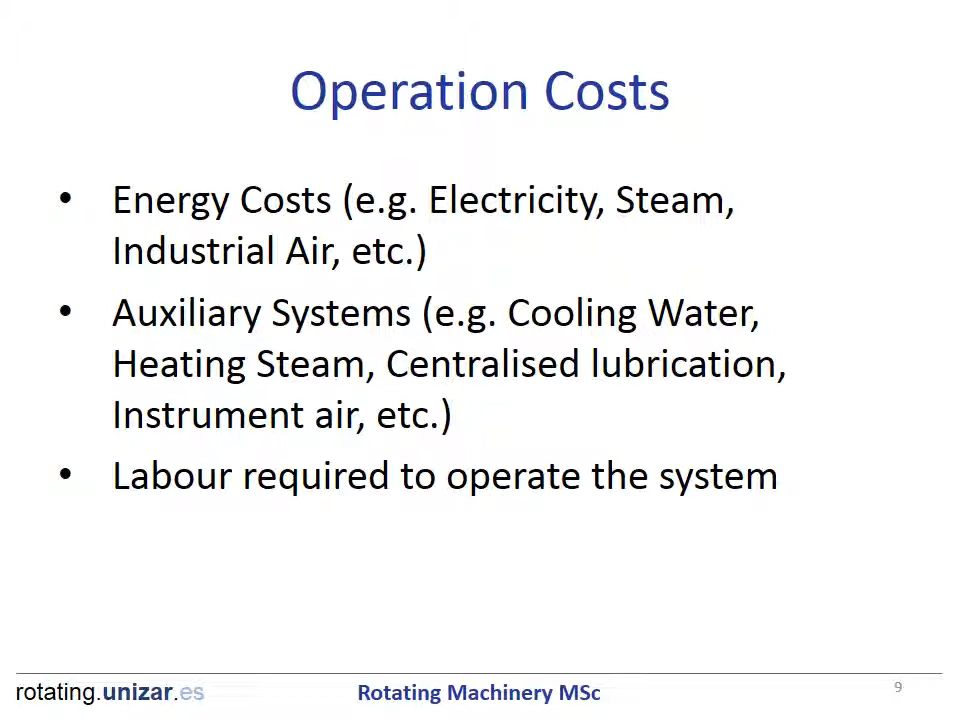 Operation Costs
• Energy Costs (e.g. Electricity, Steam,
Industrial Air, etc.)
• Auxiliary Systems (e.g. Cooling Water,
Heating Steam, Centralised lubrication,
Instrument air, etc.)
• Labour required to operate the system
rotating.unizar.es
Rotating Machinery MSc
9